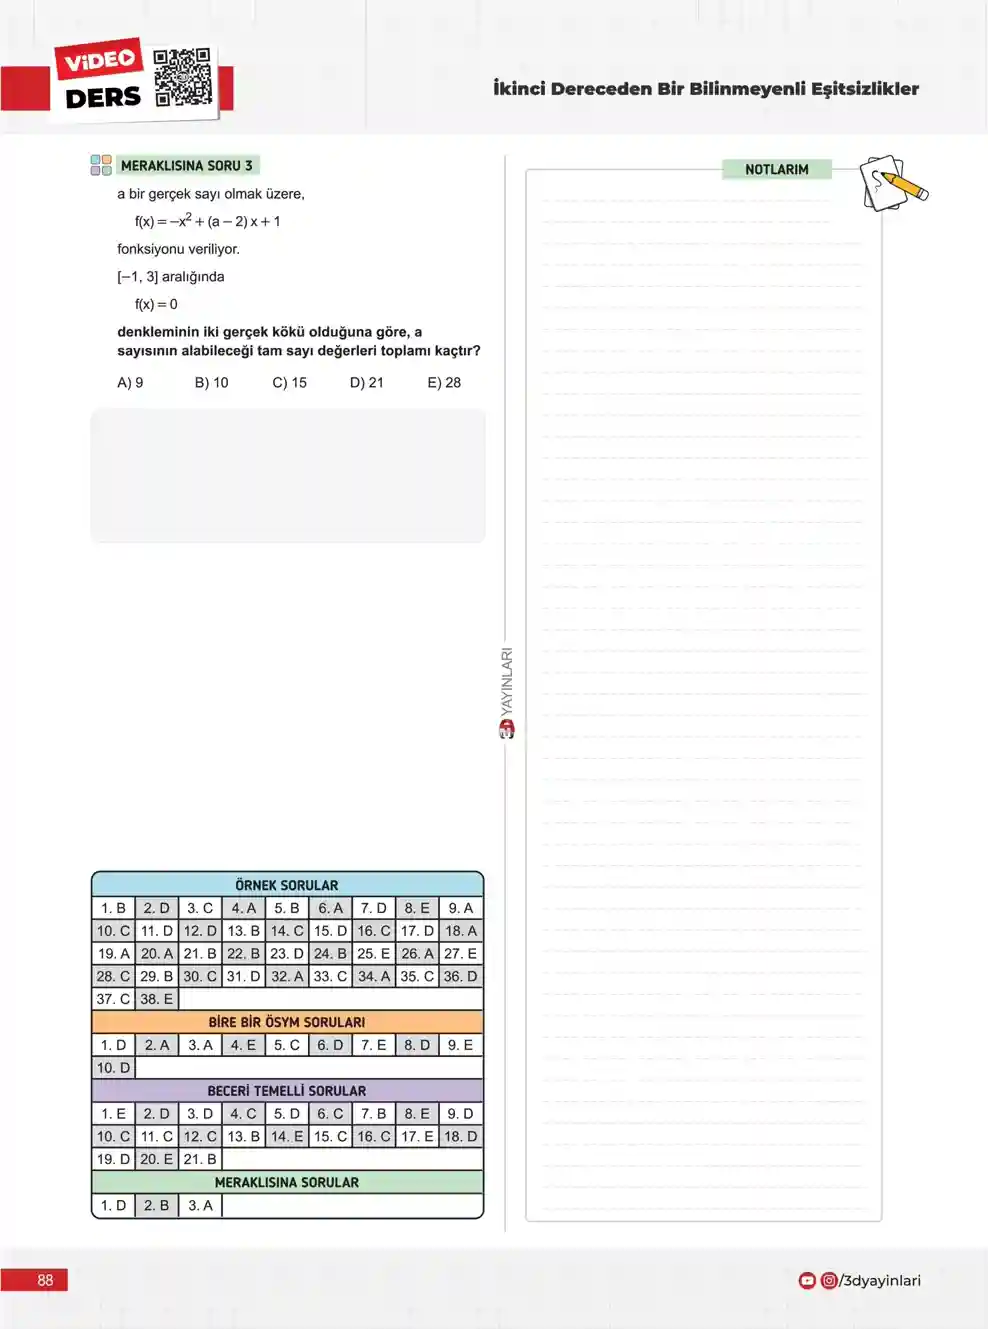 VİDEO
DERS
İkinci Dereceden Bir Bilinmeyenli Eşitsizlikler
MERAKLISINA SORU 3
a bir gerçek sayı olmak üzere,
f(x) = –x² + (a – 2) x + 1
fonksiyonu veriliyor.
[–1, 3] aralığında
f(x) = 0
denkleminin iki gerçek kökü olduğuna göre, a
sayısının alabileceği tam sayı değerleri toplamı kaçtır?
A) 9 B) 10 C) 15 D) 21 E) 28
NOTLARIM
YAYINLARI
ÖRNEK SORULAR
1. B 2. D 3. C 4. A 5. B 6. A 7. D 8. E 9. A
10. C 11. D 12. D 13. B 14. C 15. D 16. C 17. D 18. A
19. A 20. A 21. B 22. B 23. D 24. B 25. E 26. A 27. E
28. C 29. B 30. C 31. D 32. A 33. C 34. A 35. C 36. D
37. C 38. E
BİRE BİR ÖSYM SORULARI
1. D 2. A 3. A 4. E 5. C 6. D 7. E 8. D 9. E
10. D
BECERİ TEMELLİ SORULAR
1. E 2. D 3. D 4. C 5. D 6. C 7. B 8. E 9. D
10. C 11. C 12. C 13. B 14. E 15. C 16. C 17. E 18. D
19. D 20. E 21. B
MERAKLISINA SORULAR
1. D 2. B 3. A
88
/3dyayinlari